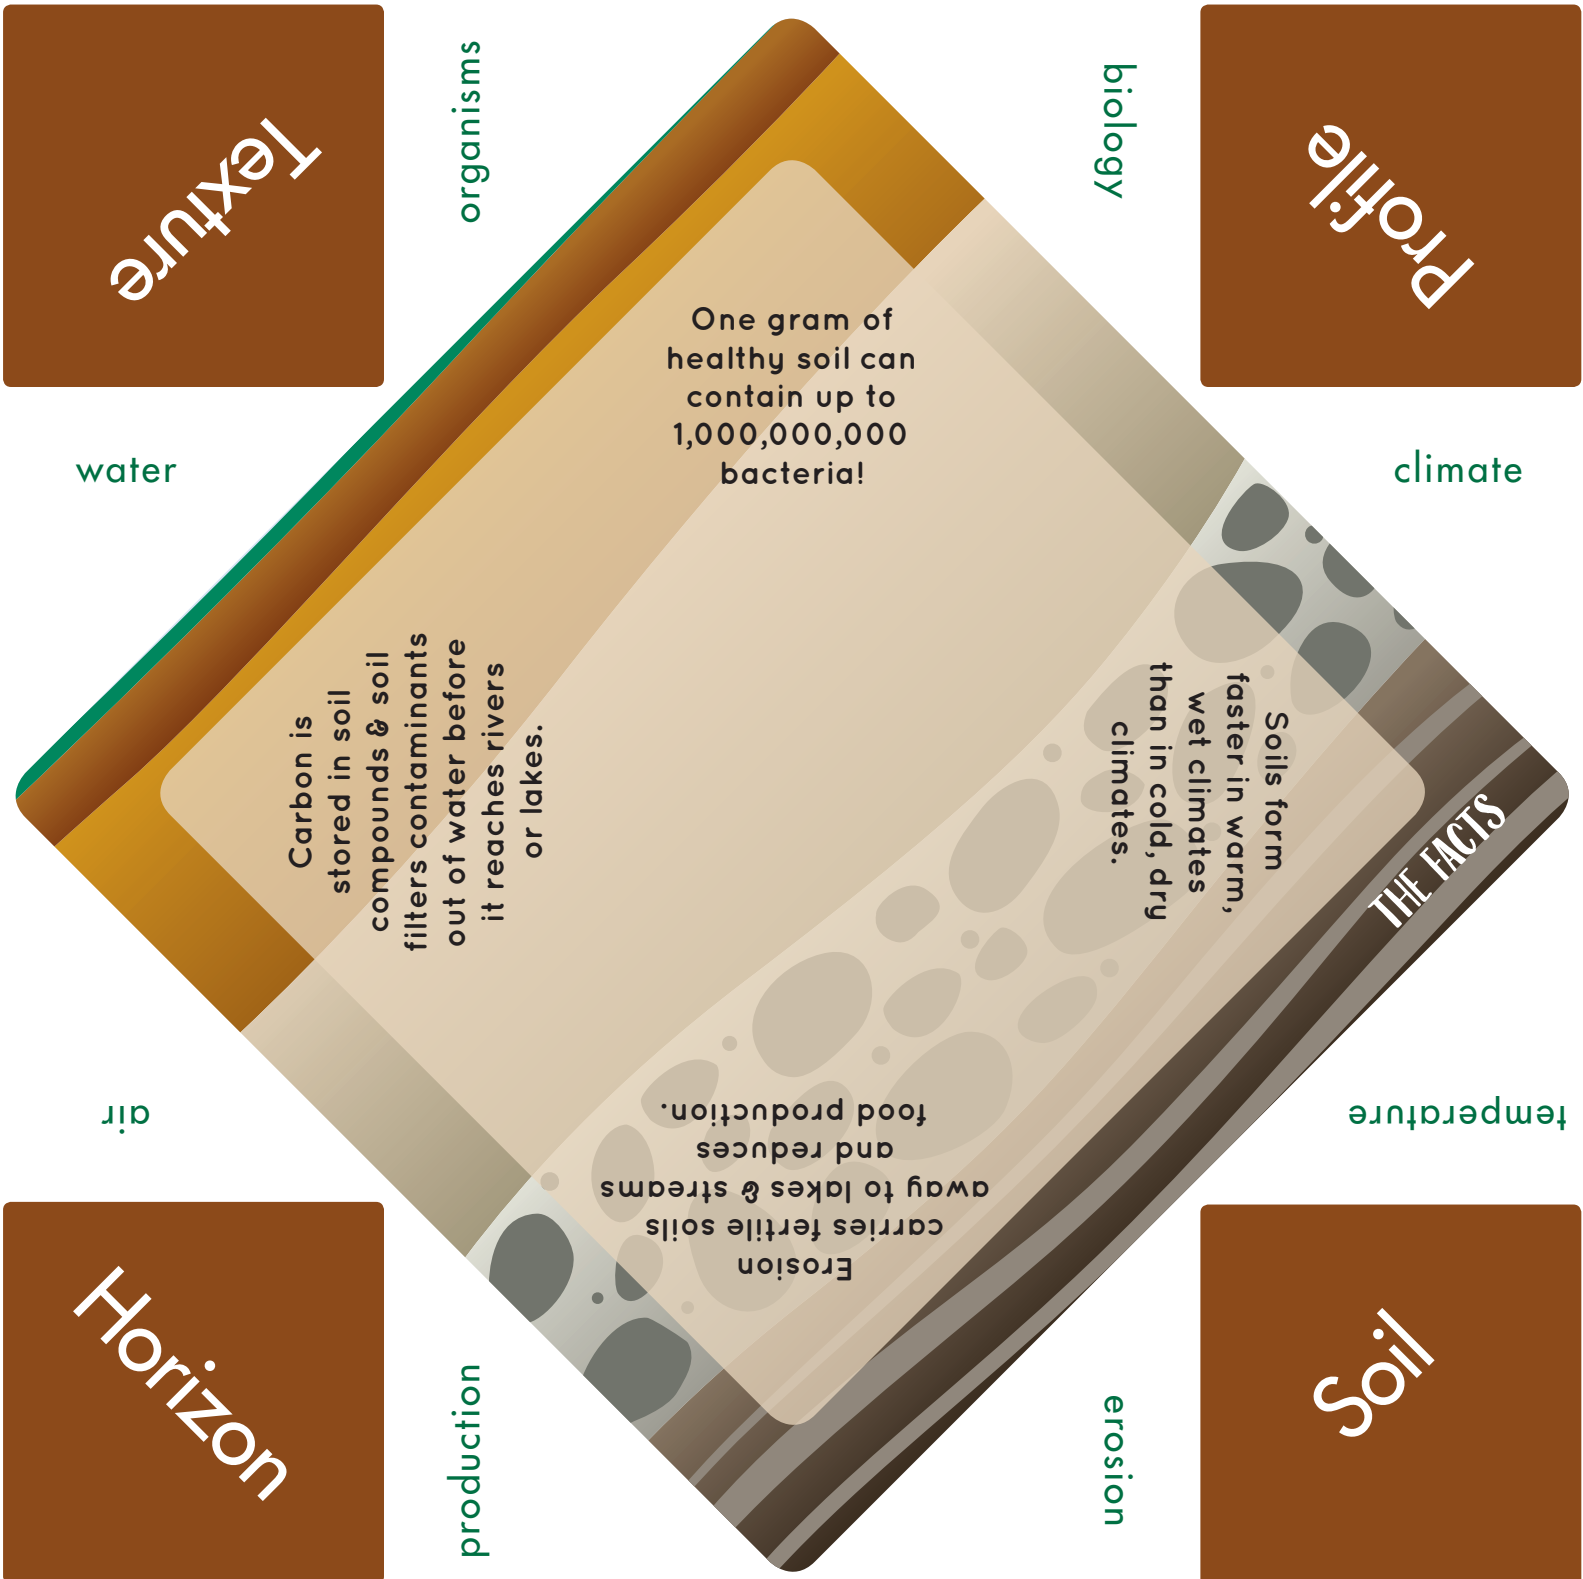 Texture
organisms
biology
Profile
water
climate
One gram of
healthy soil can
contain up to
1,000,000,000
bacteria!
Carbon is
stored in soil
compounds & soil
filters contaminants
out of water before
it reaches rivers
or lakes.
Soils form
faster in warm,
wet climates
than in cold, dry
climates.
THE FACTS
Erosion
carries fertile soils
away to lakes & streams
and reduces
food production.
air
temperature
Horizon
production
erosion
Soil